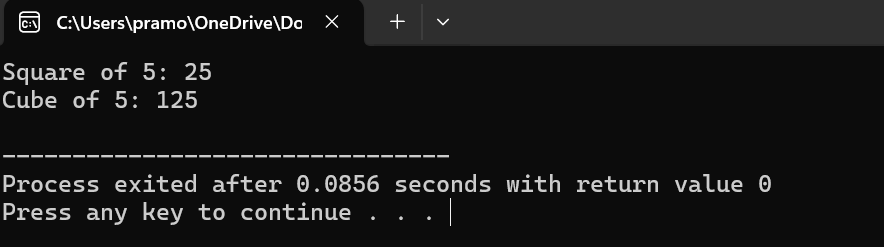 C:\Users\pramo\OneDrive\Do
Square of 5: 25
Cube of 5: 125
--------------------------------
Process exited after 0.0856 seconds with return value 0
Press any key to continue . . .